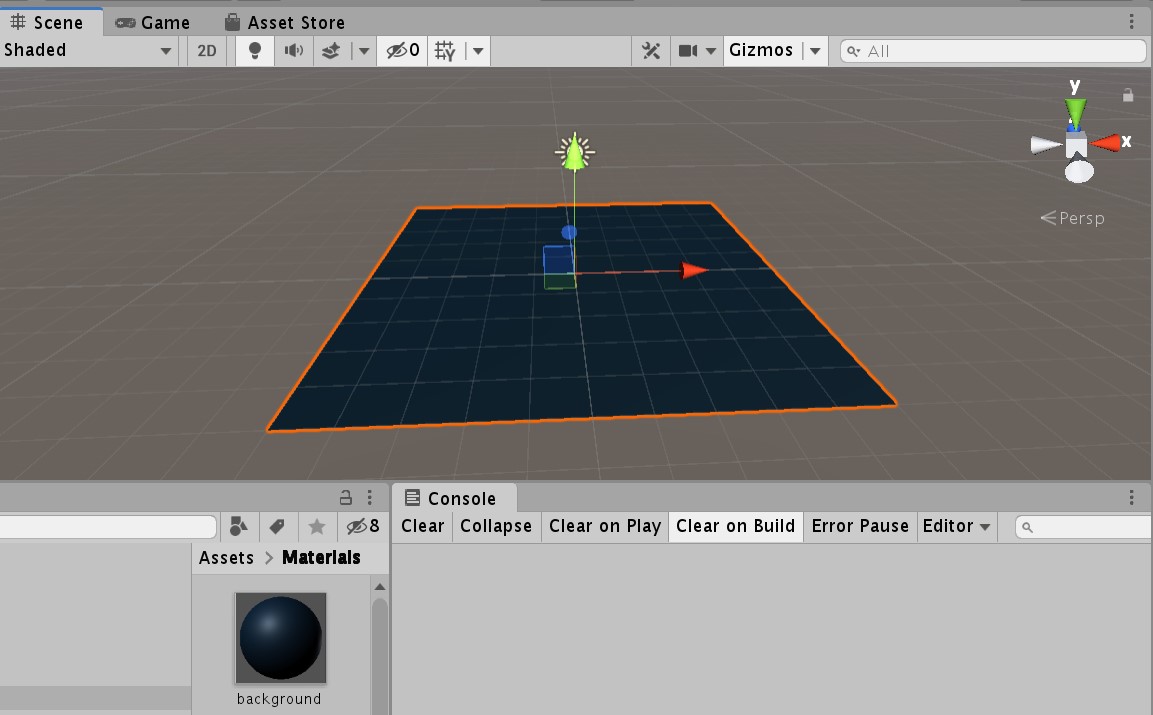 Scene Game Asset Store
Shaded 2D 0 Gizmos All
y
x
Persp
Console
8 Clear Collapse Clear on Play Clear on Build Error Pause Editor
Assets > Materials
background